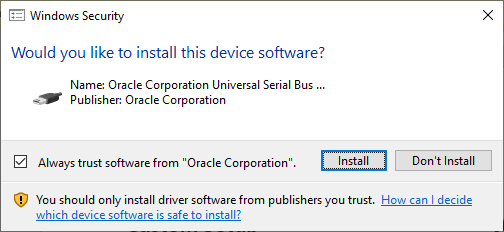 Windows Security
Would you like to install this device software?
Name: Oracle Corporation Universal Serial Bus ...
Publisher: Oracle Corporation
Always trust software from "Oracle Corporation".
Install
Don't Install
You should only install driver software from publishers you trust. How can I decide
which device software is safe to install?